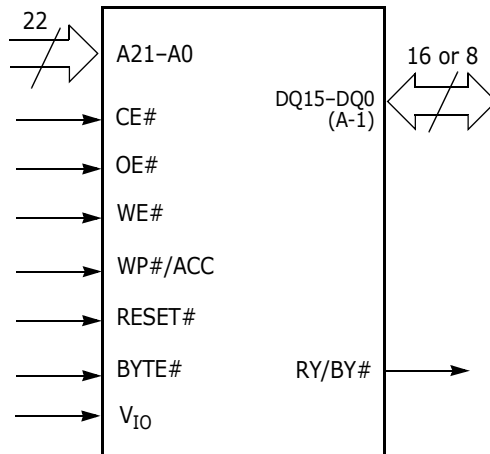 22
A21–A0
16 or 8
DQ15–DQ0
(A-1)
CE#
OE#
WE#
WP#/ACC
RESET#
BYTE#
RY/BY#
VIO